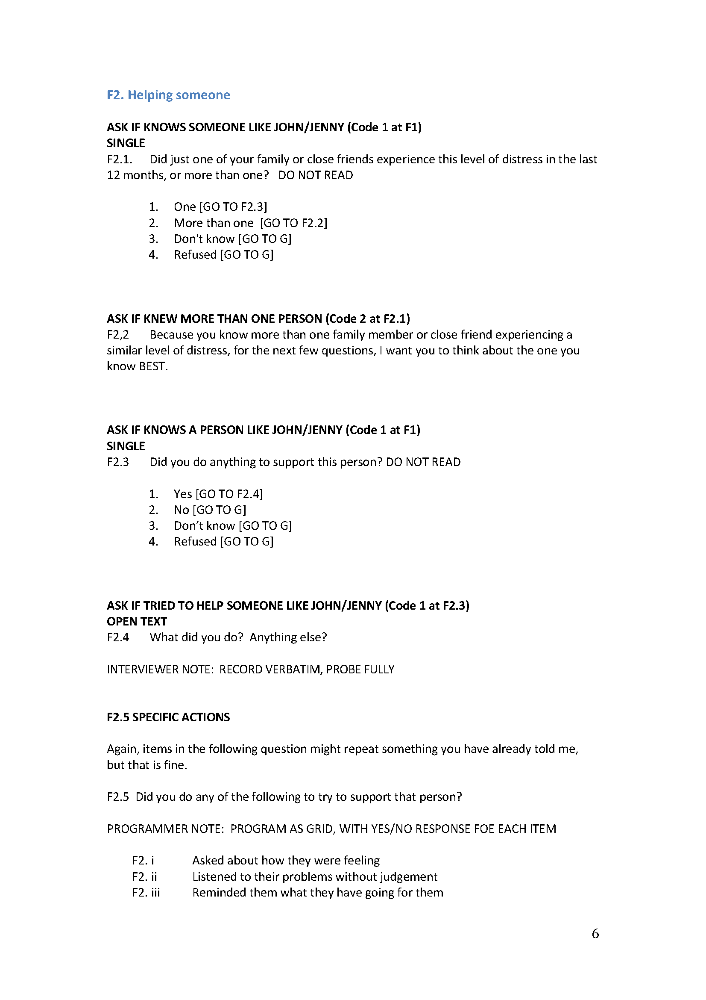 F2. Helping someone
ASK IF KNOWS SOMEONE LIKE JOHN/JENNY (Code 1 at F1)
SINGLE
F2.1. Did just one of your family or close friends experience this level of distress in the last
12 months, or more than one? DO NOT READ
1. One [GO TO F2.3]
2. More than one [GO TO F2.2]
3. Don't know [GO TO G]
4. Refused [GO TO G]
ASK IF KNEW MORE THAN ONE PERSON (Code 2 at F2.1)
F2,2 Because you know more than one family member or close friend experiencing a
similar level of distress, for the next few questions, I want you to think about the one you
know BEST.
ASK IF KNOWS A PERSON LIKE JOHN/JENNY (Code 1 at F1)
SINGLE
F2.3 Did you do anything to support this person? DO NOT READ
1. Yes [GO TO F2.4]
2. No [GO TO G]
3. Don’t know [GO TO G]
4. Refused [GO TO G]
ASK IF TRIED TO HELP SOMEONE LIKE JOHN/JENNY (Code 1 at F2.3)
OPEN TEXT
F2.4 What did you do? Anything else?
INTERVIEWER NOTE: RECORD VERBATIM, PROBE FULLY
F2.5 SPECIFIC ACTIONS
Again, items in the following question might repeat something you have already told me,
but that is fine.
F2.5 Did you do any of the following to try to support that person?
PROGRAMMER NOTE: PROGRAM AS GRID, WITH YES/NO RESPONSE FOE EACH ITEM
F2. i Asked about how they were feeling
F2. ii Listened to their problems without judgement
F2. iii Reminded them what they have going for them
6